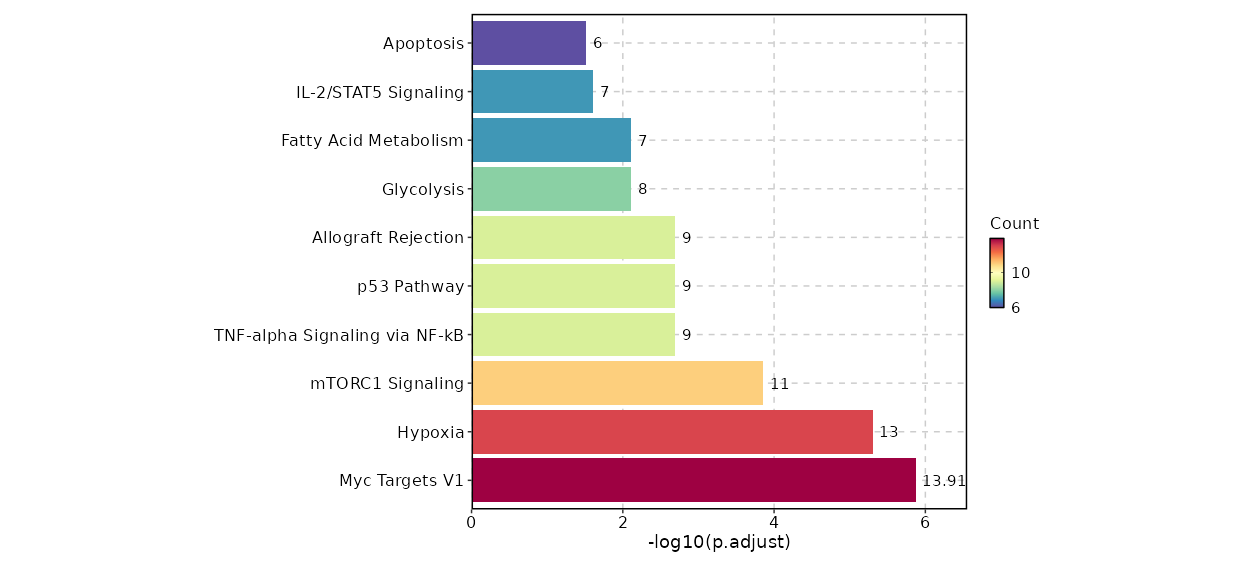 Apoptosis 6
IL-2/STAT5 Signaling 7
Fatty Acid Metabolism 7
Glycolysis 8
Allograft Rejection 9
p53 Pathway 9
TNF-alpha Signaling via NF-kB 9
mTORC1 Signaling 11
Hypoxia 13
Myc Targets V1 13.91
0 2 4 6
-log10(p.adjust)
Count
10
6